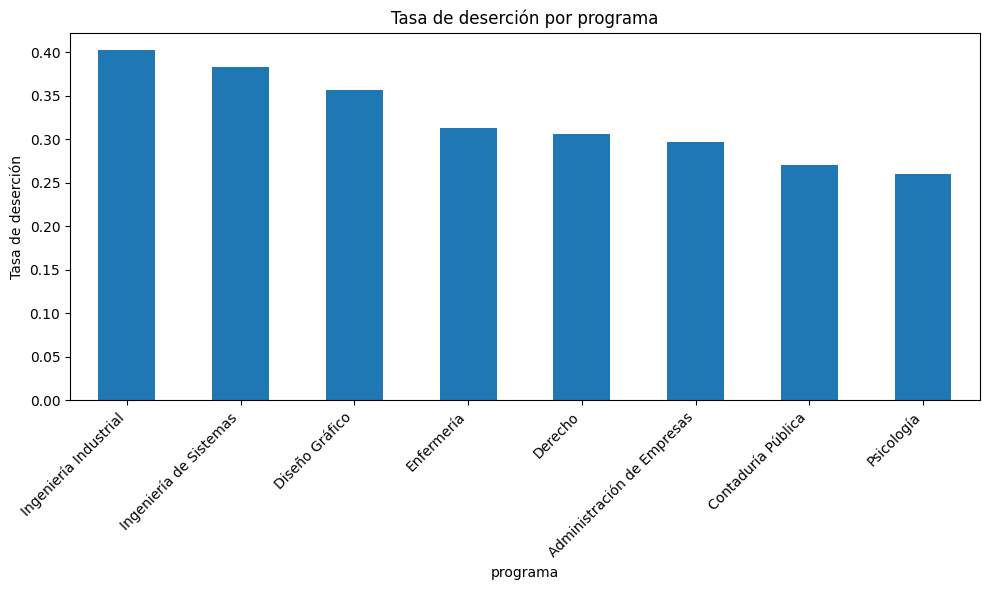 Tasa de deserción por programa
Tasa de deserción
0.40
0.35
0.30
0.25
0.20
0.15
0.10
0.05
0.00
Ingeniería Industrial
Ingeniería de Sistemas
Diseño Gráfico
Enfermería
Derecho
Administración de Empresas
Contaduría Pública
Psicología
programa